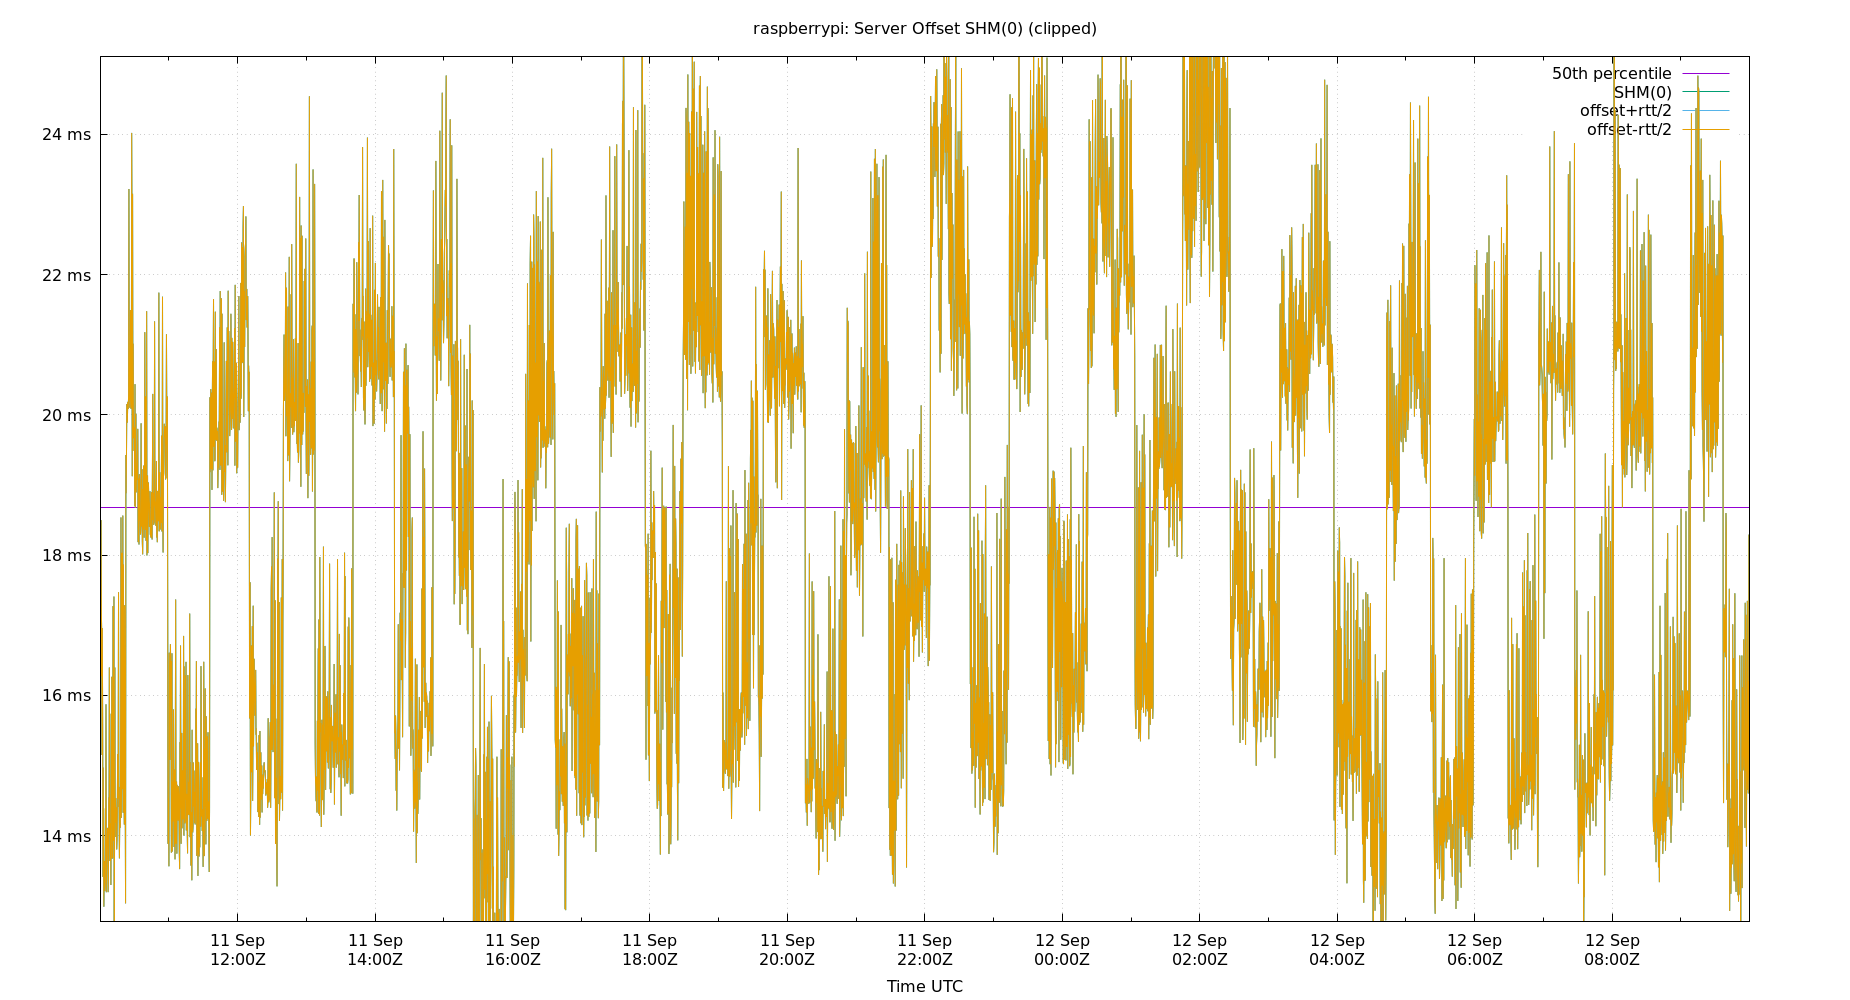 raspberrypi: Server Offset SHM(0) (clipped)
50th percentile
SHM(0)
offset+rtt/2
offset-rtt/2
24 ms
22 ms
20 ms
18 ms
16 ms
14 ms
11 Sep 11 Sep 11 Sep 11 Sep 11 Sep 11 Sep 12 Sep 12 Sep 12 Sep 12 Sep 12 Sep
12:00Z 14:00Z 16:00Z 18:00Z 20:00Z 22:00Z 00:00Z 02:00Z 04:00Z 06:00Z 08:00Z
Time UTC